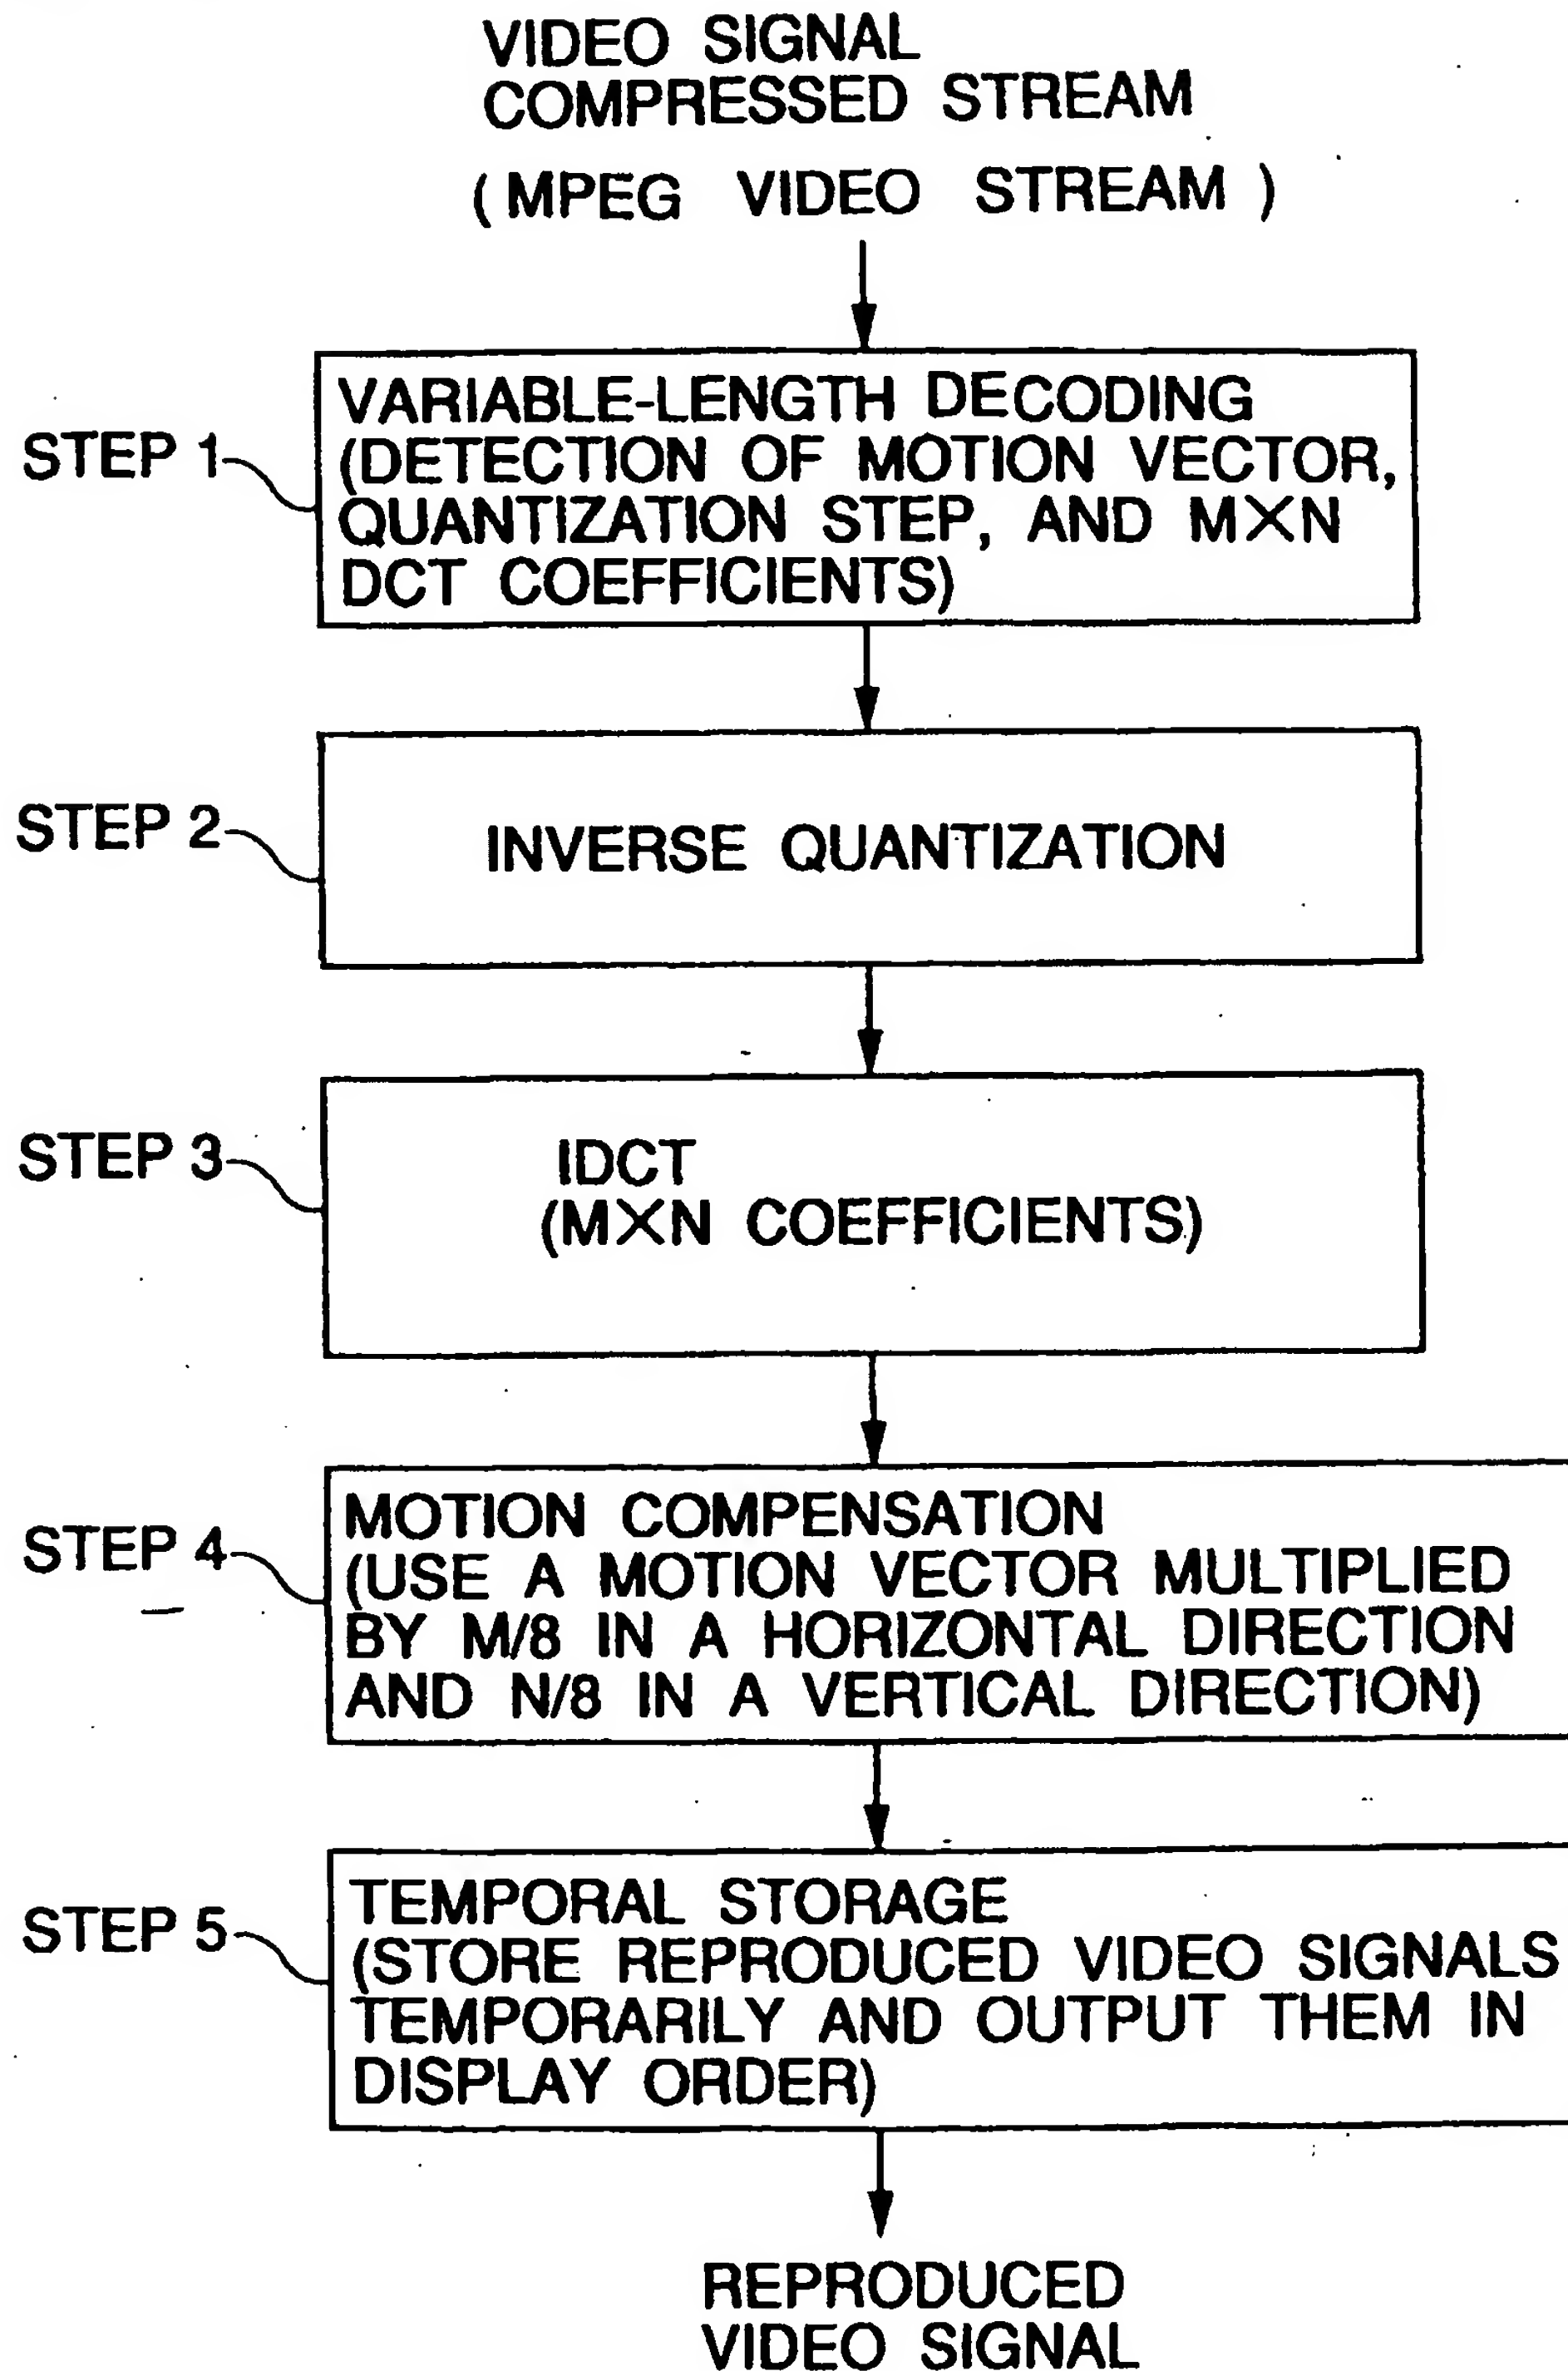 VIDEO SIGNAL
COMPRESSED STREAM
(MPEG VIDEO STREAM)
STEP 1
VARIABLE-LENGTH DECODING
(DETECTION OF MOTION VECTOR,
QUANTIZATION STEP, AND M×N
DCT COEFFICIENTS)
STEP 2
INVERSE QUANTIZATION
STEP 3
IDCT
(M×N COEFFICIENTS)
STEP 4
MOTION COMPENSATION
(USE A MOTION VECTOR MULTIPLIED
BY M/8 IN A HORIZONTAL DIRECTION
AND N/8 IN A VERTICAL DIRECTION)
STEP 5
TEMPORAL STORAGE
(STORE REPRODUCED VIDEO SIGNALS
TEMPORARILY AND OUTPUT THEM IN
DISPLAY ORDER)
REPRODUCED
VIDEO SIGNAL